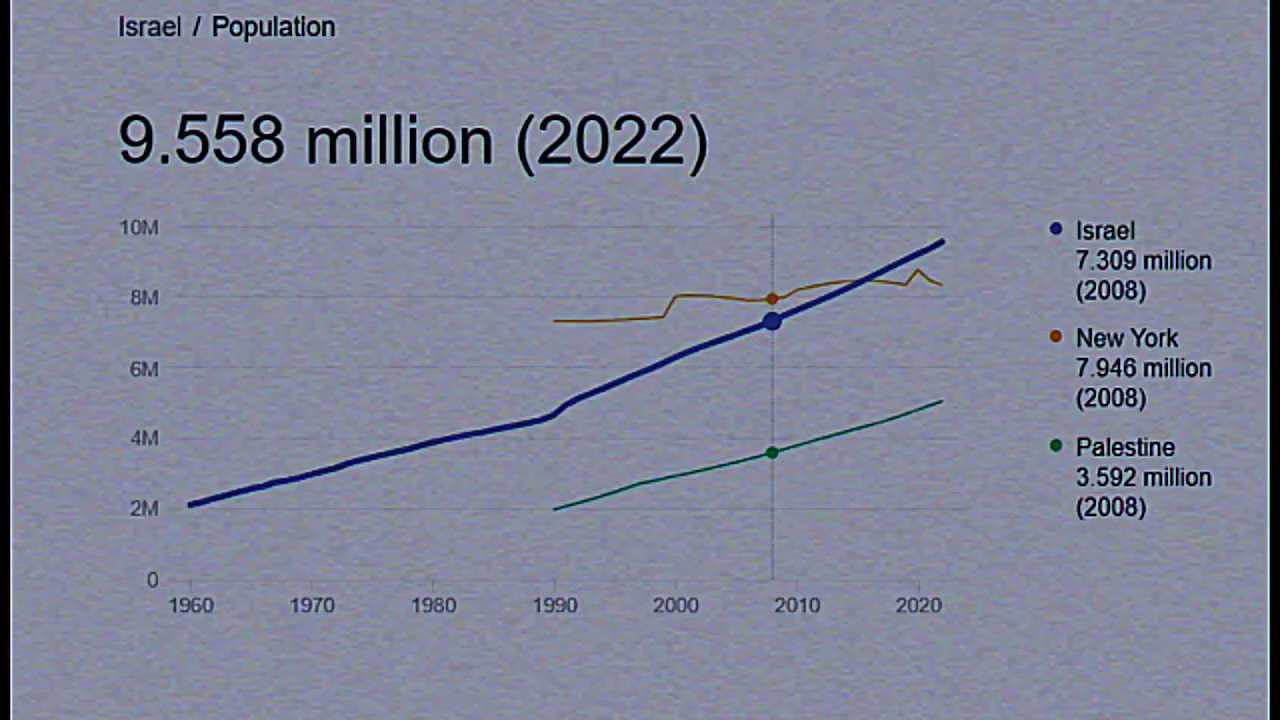 Israel / Population
9.558 million (2022)
10M
8M
6M
4M
2M
0
1960 1970 1980 1990 2000 2010 2020
Israel
7.309 million
(2008)
New York
7.946 million
(2008)
Palestine
3.592 million
(2008)